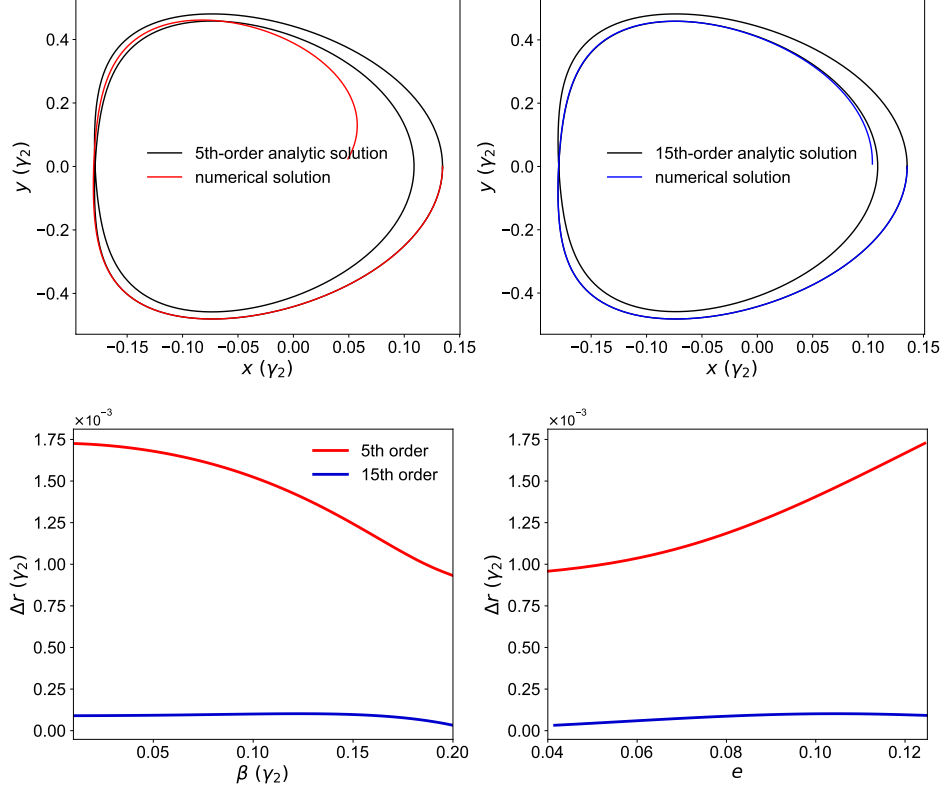 0.4
0.2
0.0
−0.2
−0.4
y (γ₂)
5th-order analytic solution
numerical solution
−0.15 −0.10 −0.05 0.00 0.05 0.10 0.15
x (γ₂)
0.4
0.2
0.0
−0.2
−0.4
y (γ₂)
15th-order analytic solution
numerical solution
−0.15 −0.10 −0.05 0.00 0.05 0.10 0.15
x (γ₂)
×10⁻³
1.75
1.50
1.25
1.00
0.75
0.50
0.25
0.00
Δr (γ₂)
5th order
15th order
0.05 0.10 0.15 0.20
β (γ₂)
×10⁻³
1.75
1.50
1.25
1.00
0.75
0.50
0.25
0.00
Δr (γ₂)
0.04 0.06 0.08 0.10 0.12
e